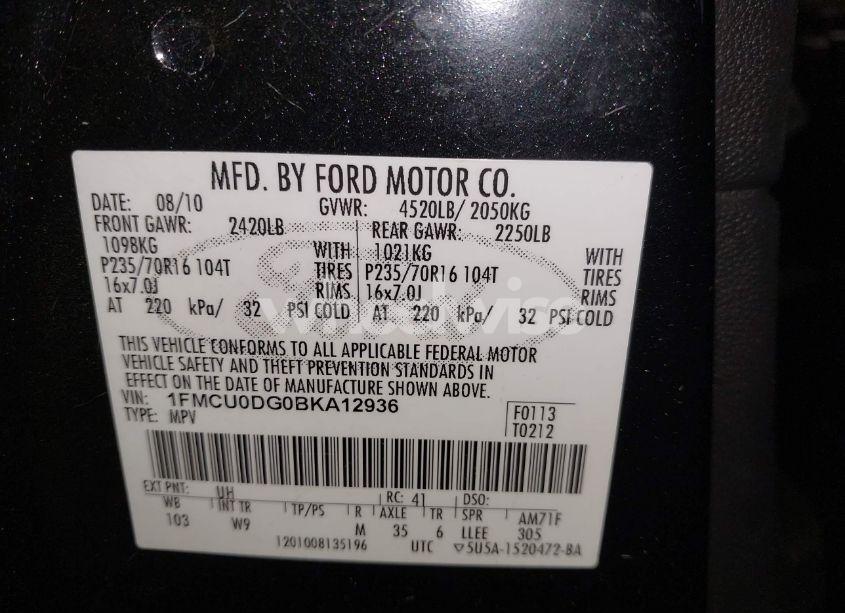 MFD. BY FORD MOTOR CO.
DATE: 08/10 GVWR: 4520LB/ 2050KG
FRONT GAWR: 2420LB REAR GAWR: 2250LB
1098KG WITH 1021KG WITH
P235/70R16 104T TIRES P235/70R16 104T TIRES
16x7.0J RIMS 16x7.0J RIMS
AT 220 kPa/ 32 PSI COLD AT 220 kPa/ 32 PSI COLD
THIS VEHICLE CONFORMS TO ALL APPLICABLE FEDERAL MOTOR
VEHICLE SAFETY AND THEFT PREVENTION STANDARDS IN
EFFECT ON THE DATE OF MANUFACTURE SHOWN ABOVE.
VIN: 1FMCU0DG0BKA12936
TYPE: MPV
F0113
T0212
EXT PNT: UH RC: 41 DSO:
WB INT TR TP/PS R AXLE TR SPR AM71F
103 W9 M 35 6 LLEE 305
1201008135196 UTC ▽5U5A-1520472-BA